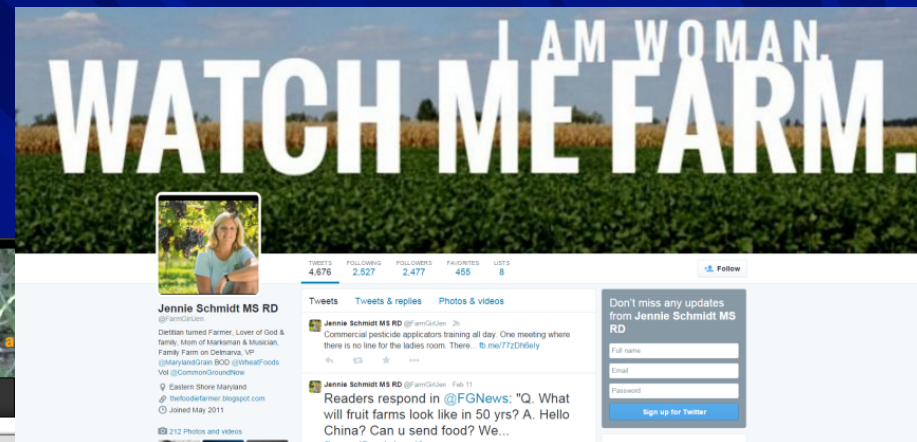 I AM WOMAN.
WATCH ME FARM.
TWEETS FOLLOWING FOLLOWERS FAVORITES LISTS
4,676 2,527 2,477 455 8
Follow
Jennie Schmidt MS RD
@FarmGirlJen
Dietitian turned Farmer, Lover of God &
family, Mom of Marksman & Musician,
Family Farm on Delmarva, VP
@MarylandGrain BOD @WheatFoods
Vol @CommonGroundNow
Eastern Shore Maryland
thefoodiefarmer.blogspot.com
Joined May 2011
212 Photos and videos
Tweets Tweets & replies Photos & videos
Jennie Schmidt MS RD @FarmGirlJen · 2h
Commercial pesticide applicators training all day. One meeting where
there is no line for the ladies room. There... fb.me/77zDh6eIy
Jennie Schmidt MS RD @FarmGirlJen · Feb 11
Readers respond in @FGNews: "Q. What
will fruit farms look like in 50 yrs? A. Hello
China? Can u send food? We...
Don't miss any updates
from Jennie Schmidt MS
RD
Full name
Email
Password
Sign up for Twitter